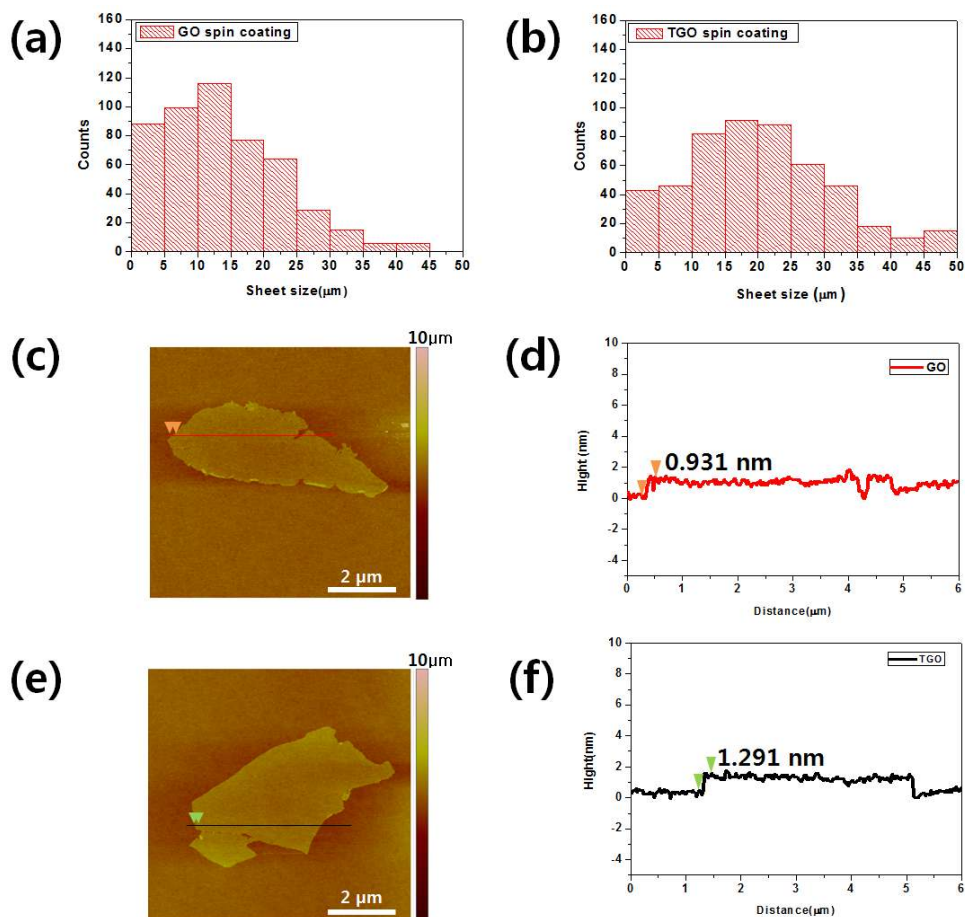 (a)
GO spin coating
160
140
120
100
80
60
40
20
0
Counts
0 5 10 15 20 25 30 35 40 45 50
Sheet size(μm)
(b)
TGO spin coating
160
140
120
100
80
60
40
20
0
Counts
0 5 10 15 20 25 30 35 40 45 50
Sheet size (μm)
(c)
10μm
2 μm
(d)
GO
10
8
6
4
2
0
-2
-4
Hight (nm)
0.931 nm
0 1 2 3 4 5 6
Distance(μm)
(e)
10μm
2 μm
(f)
TGO
10
8
6
4
2
0
-2
-4
Hight(nm)
1.291 nm
0 1 2 3 4 5 6
Distance(μm)